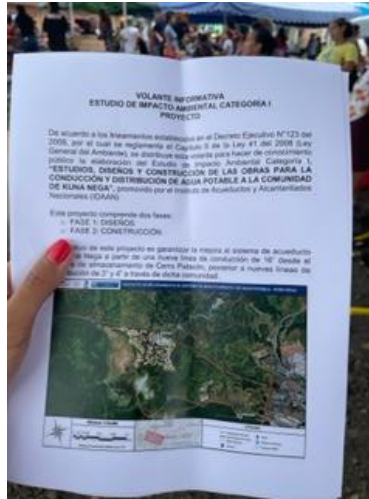 VOLANTE INFORMATIVA
ESTUDIO DE IMPACTO AMBIENTAL CATEGORÍA I
PROYECTO
De acuerdo a los lineamientos establecidos en el Decreto Ejecutivo N°123 del
2009, por el cual se reglamenta el Capítulo II de la Ley 41 del 2008 (Ley
General del Ambiente), se distribuye esta volante para hacer de conocimiento
público la elaboración del Estudio de Impacto Ambiental Categoría I,
"ESTUDIOS, DISEÑOS Y CONSTRUCCIÓN DE LAS OBRAS PARA LA
CONDUCCIÓN Y DISTRIBUCIÓN DE AGUA POTABLE A LA COMUNIDAD
DE KUNA NEGA", promovido por el Instituto de Acueductos y Alcantarillados
Nacionales (IDAAN)
Este proyecto comprende dos fases:
FASE 1: DISEÑOS
FASE 2: CONSTRUCCIÓN
de este proyecto es garantizar la mejora al sistema de acueducto
Nega a partir de una nueva línea de conducción de 16" desde el
de almacenamiento de Cerro Patacón, posterior a nuevas líneas de
de 3" y 4" a través de dicha comunidad.